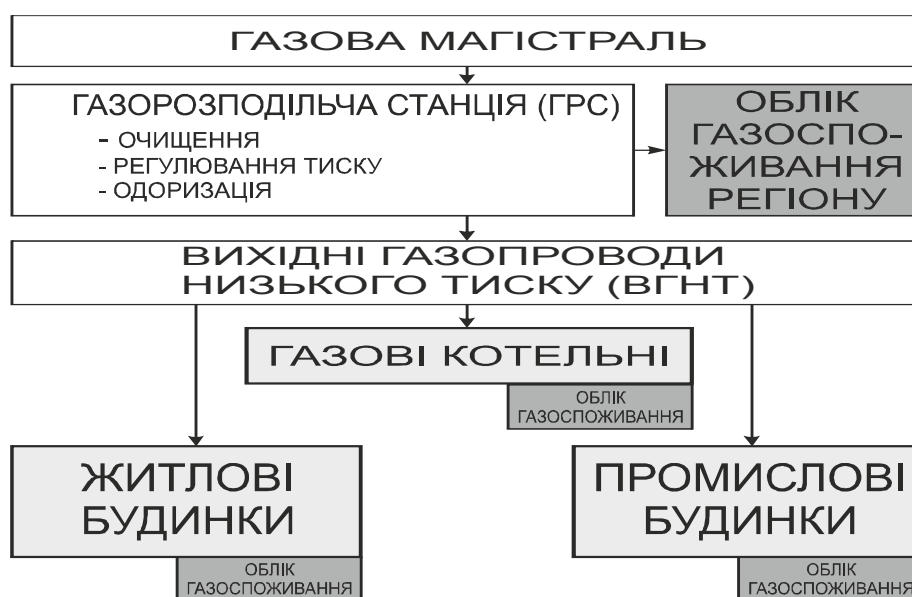 ГАЗОВА МАГІСТРАЛЬ
ГАЗОРОЗПОДІЛЬЧА СТАНЦІЯ (ГРС)
- ОЧИЩЕННЯ
- РЕГУЛЮВАННЯ ТИСКУ
- ОДОРИЗАЦІЯ
ОБЛІК
ГАЗОСПО-
ЖИВАННЯ
РЕГІОНУ
ВИХІДНІ ГАЗОПРОВОДИ
НИЗЬКОГО ТИСКУ (ВГНТ)
ГАЗОВІ КОТЕЛЬНІ
ОБЛІК
ГАЗОСПОЖИВАННЯ
ЖИТЛОВІ
БУДИНКИ
ОБЛІК
ГАЗОСПОЖИВАННЯ
ПРОМИСЛОВІ
БУДИНКИ
ОБЛІК
ГАЗОСПОЖИВАННЯ